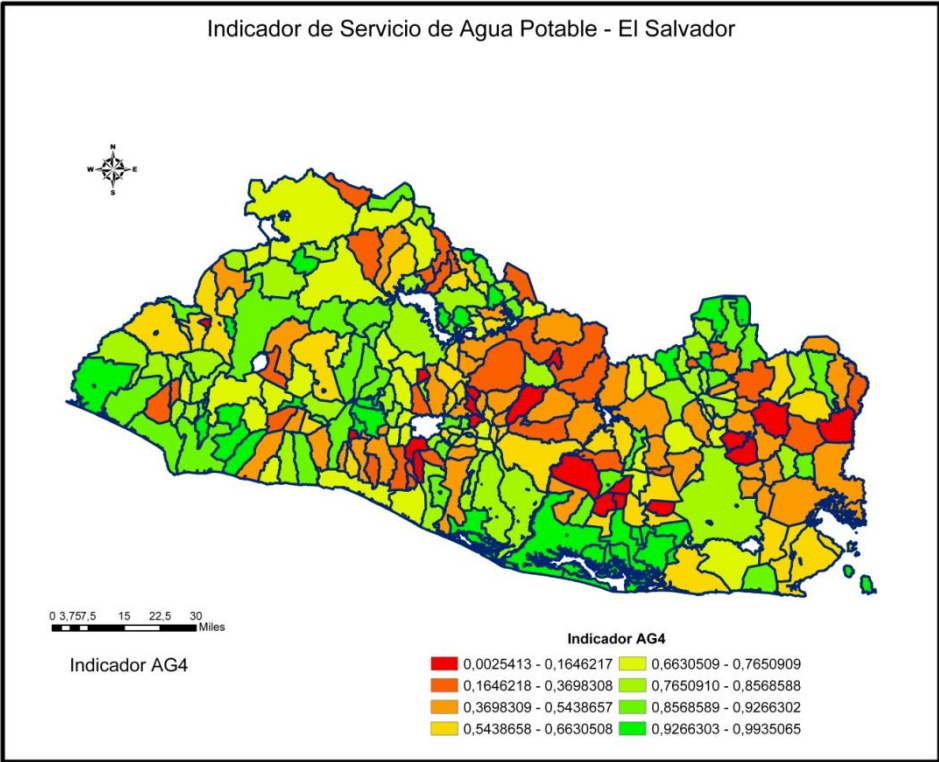 Indicador de Servicio de Agua Potable - El Salvador
N
W E
S
0 3,757,5 15 22,5 30
Miles
Indicador AG4
Indicador AG4
0,0025413 - 0,1646217 0,6630509 - 0,7650909
0,1646218 - 0,3698308 0,7650910 - 0,8568588
0,3698309 - 0,5438657 0,8568589 - 0,9266302
0,5438658 - 0,6630508 0,9266303 - 0,9935065